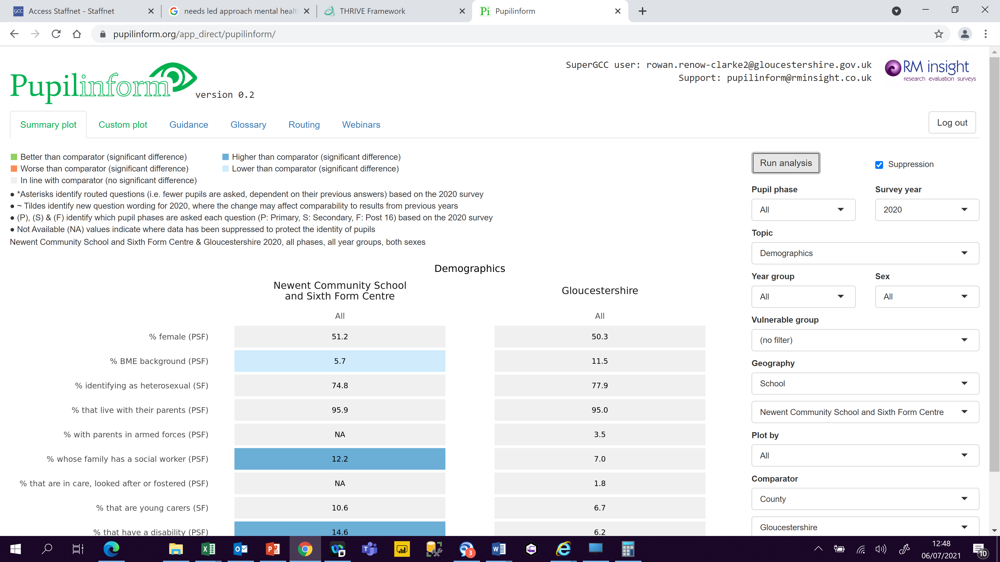 Access Staffnet - Staffnet
needs led approach mental healt
THRIVE Framework
Pi Pupilinform
pupilinform.org/app_direct/pupilinform/
Pupilinform version 0.2
SuperGCC user: rowan.renow-clarke2@gloucestershire.gov.uk
Support: pupilinform@rminsight.co.uk
RM insight
research evaluation surveys
Summary plot
Custom plot
Guidance
Glossary
Routing
Webinars
Log out
Better than comparator (significant difference)
Higher than comparator (significant difference)
Worse than comparator (significant difference)
Lower than comparator (significant difference)
In line with comparator (no significant difference)
● *Asterisks identify routed questions (i.e. fewer pupils are asked, dependent on their previous answers) based on the 2020 survey
● ~ Tildes identify new question wording for 2020, where the change may affect comparability to results from previous years
● (P), (S) & (F) identify which pupil phases are asked each question (P: Primary, S: Secondary, F: Post 16) based on the 2020 survey
● Not Available (NA) values indicate where data has been suppressed to protect the identity of pupils
Newent Community School and Sixth Form Centre & Gloucestershire 2020, all phases, all year groups, both sexes
Demographics
Newent Community School
and Sixth Form Centre
Gloucestershire
All All
% female (PSF) 51.2 50.3
% BME background (PSF) 5.7 11.5
% identifying as heterosexual (SF) 74.8 77.9
% that live with their parents (PSF) 95.9 95.0
% with parents in armed forces (PSF) NA 3.5
% whose family has a social worker (PSF) 12.2 7.0
% that are in care, looked after or fostered (PSF) NA 1.8
% that are young carers (SF) 10.6 6.7
% that have a disability (PSF) 14.6 6.2
Run analysis
Suppression
Pupil phase Survey year
All 2020
Topic
Demographics
Year group Sex
All All
Vulnerable group
(no filter)
Geography
School
Newent Community School and Sixth Form Centre
Plot by
All
Comparator
County
Gloucestershire
3
12:48
06/07/2021
10